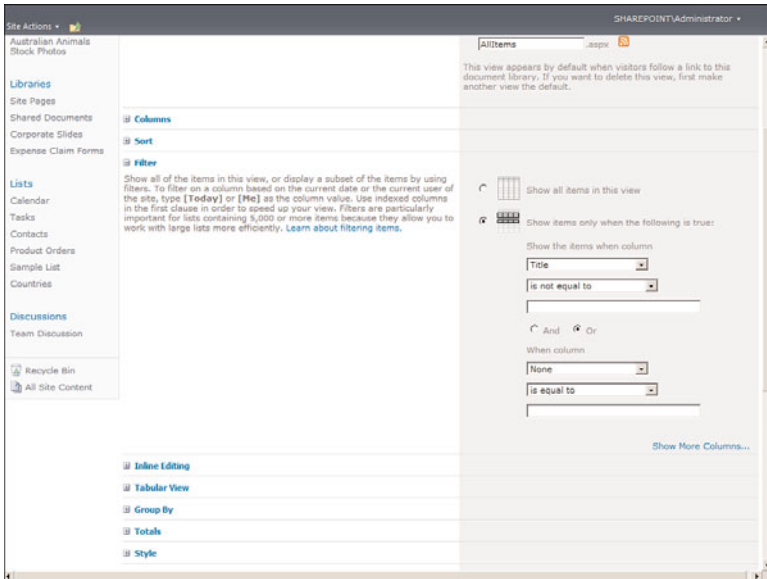 SHAREPOINT\Administrator
Site Actions
Australian Animals
Stock Photos
Libraries
Site Pages
Shared Documents
Corporate Slides
Expense Claim Forms
Lists
Calendar
Tasks
Contacts
Product Orders
Sample List
Countries
Discussions
Team Discussion
Recycle Bin
All Site Content
AllItems .aspx
This view appears by default when visitors follow a link to this
document library. If you want to delete this view, first make
another view the default.
Columns
Sort
Filter
Show all of the items in this view, or display a subset of the items by using
filters. To filter on a column based on the current date or the current user of
the site, type [Today] or [Me] as the column value. Use indexed columns
in the first clause in order to speed up your view. Filters are particularly
important for lists containing 5,000 or more items because they allow you to
work with large lists more efficiently. Learn about filtering items.
Show all items in this view
Show items only when the following is true:
Show the items when column
Title
is not equal to
And Or
When column
None
is equal to
Show More Columns...
Inline Editing
Tabular View
Group By
Totals
Style